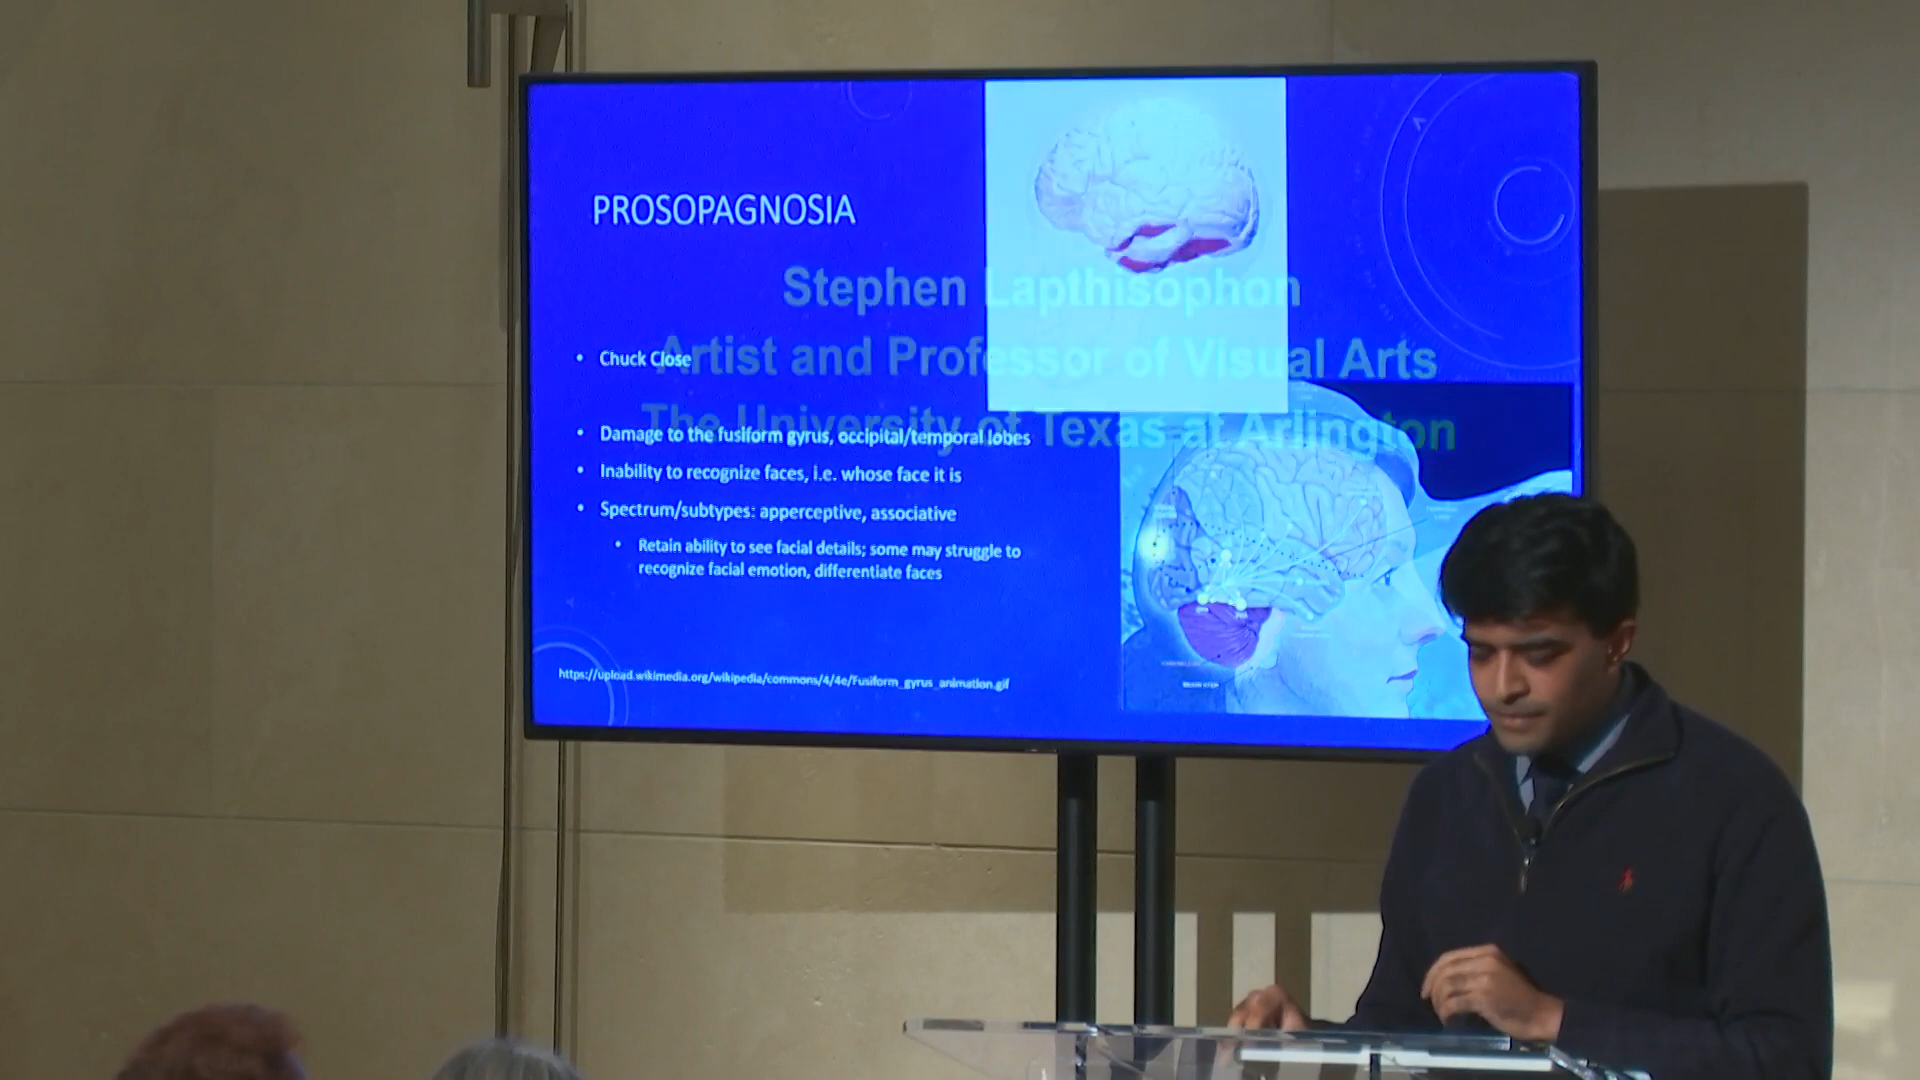 PROSOPAGNOSIA
Stephen Lapthisophon
Artist and Professor of Visual Arts
The University of Texas at Arlington
• Chuck Close
• Damage to the fusiform gyrus, occipital/temporal lobes
• Inability to recognize faces, i.e. whose face it is
• Spectrum/subtypes: apperceptive, associative
• Retain ability to see facial details; some may struggle to
recognize facial emotion, differentiate faces
https://upload.wikimedia.org/wikipedia/commons/4/4e/Fusiform_gyrus_animation.gif